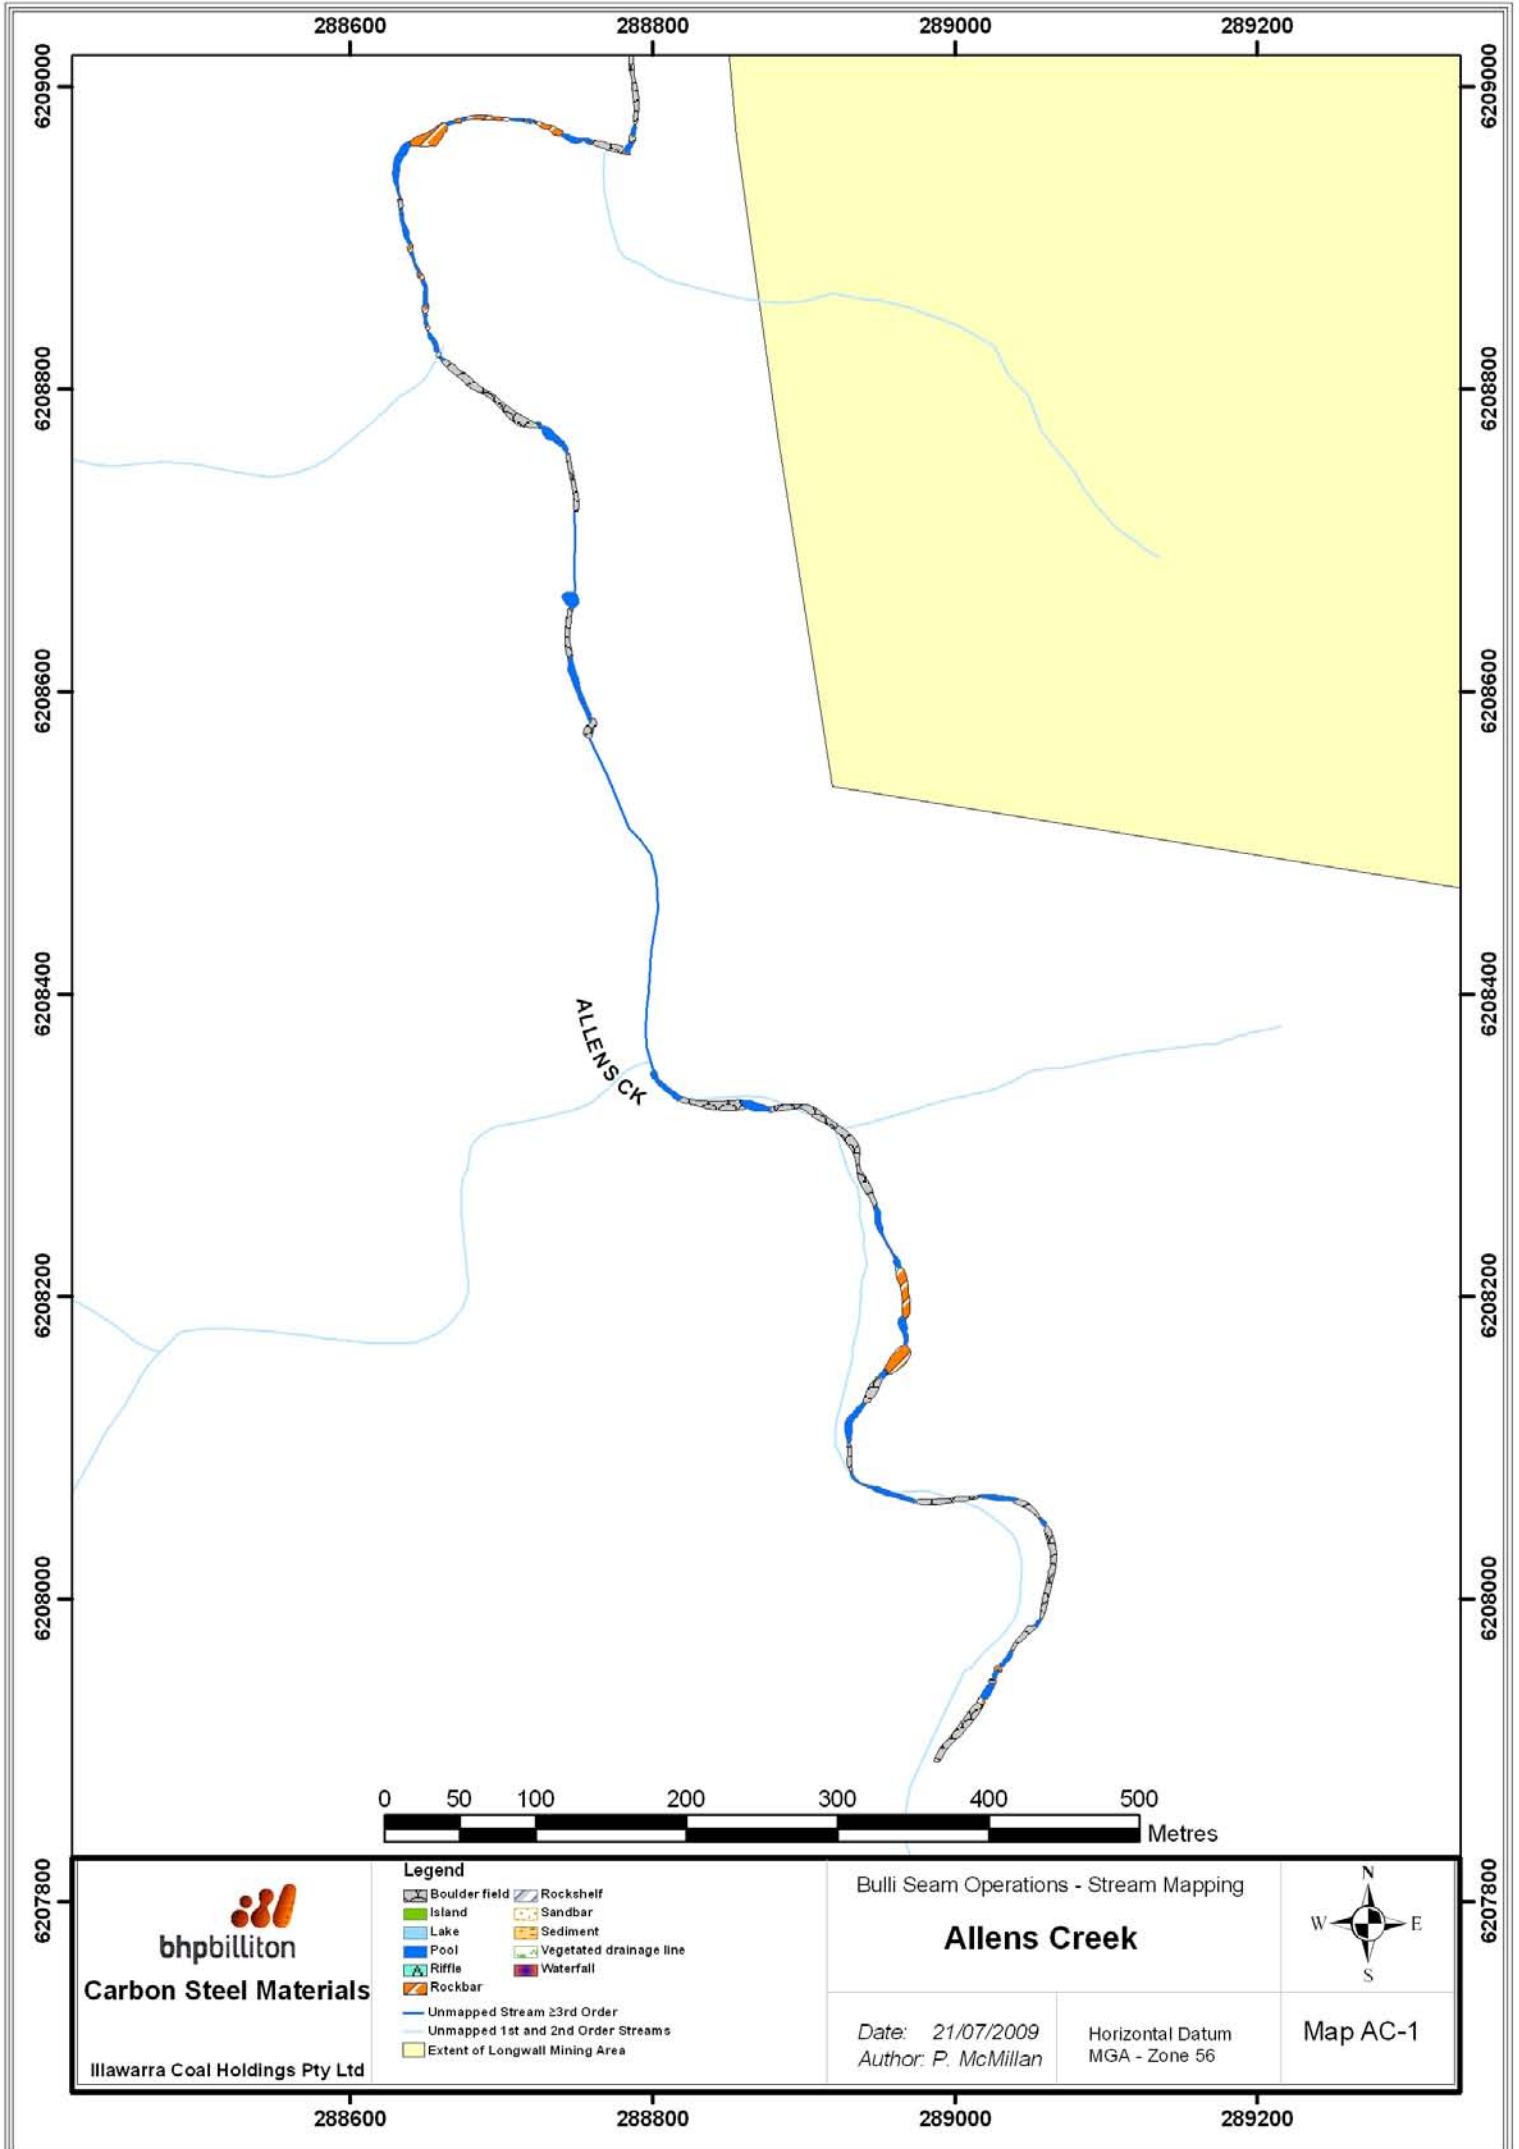 288600 288800 289000 289200
6209000 6209000
6208800 6208800
6208600 6208600
6208400 6208400
ALLENS CK
6208200 6208200
6208000 6208000
0 50 100 200 300 400 500
Metres
6207800 6207800
bhpbilliton
Carbon Steel Materials
Illawarra Coal Holdings Pty Ltd
Legend
Boulder field Rockshelf
Island Sandbar
Lake Sediment
Pool Vegetated drainage line
Riffle Waterfall
Rockbar
Unmapped Stream ≥3rd Order
Unmapped 1st and 2nd Order Streams
Extent of Longwall Mining Area
Bulli Seam Operations - Stream Mapping
Allens Creek
Date: 21/07/2009
Author: P. McMillan
Horizontal Datum
MGA - Zone 56
N
W E
S
Map AC-1
288600 288800 289000 289200